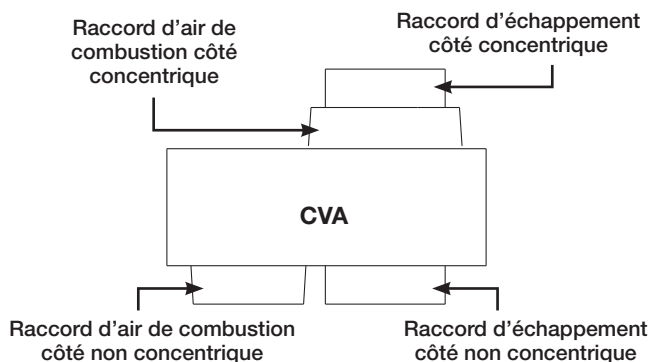 Raccord d'air de
combustion côté
concentrique
Raccord d'échappement
côté concentrique
CVA
Raccord d'air de combustion
côté non concentrique
Raccord d'échappement
côté non concentrique